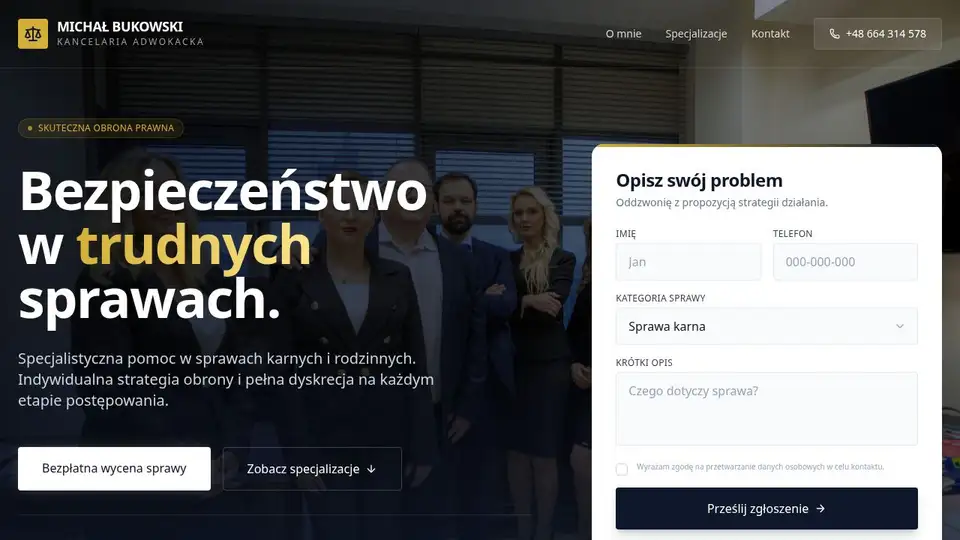 MICHAŁ BUKOWSKI
KANCELARIA ADWOKACKA
O mnie
Specjalizacje
Kontakt
+48 664 314 578
SKUTECZNA OBRONA PRAWNA
Bezpieczeństwo
w trudnych
sprawach.
Specjalistyczna pomoc w sprawach karnych i rodzinnych.
Indywidualna strategia obrony i pełna dyskrecja na każdym
etapie postępowania.
Bezpłatna wycena sprawy
Zobacz specjalizacje ↓
Opisz swój problem
Oddzwonię z propozycją strategii działania.
IMIĘ
TELEFON
Jan
000-000-000
KATEGORIA SPRAWY
Sprawa karna
KRÓTKI OPIS
Czego dotyczy sprawa?
Wyrażam zgodę na przetwarzanie danych osobowych w celu kontaktu.
Prześlij zgłoszenie →